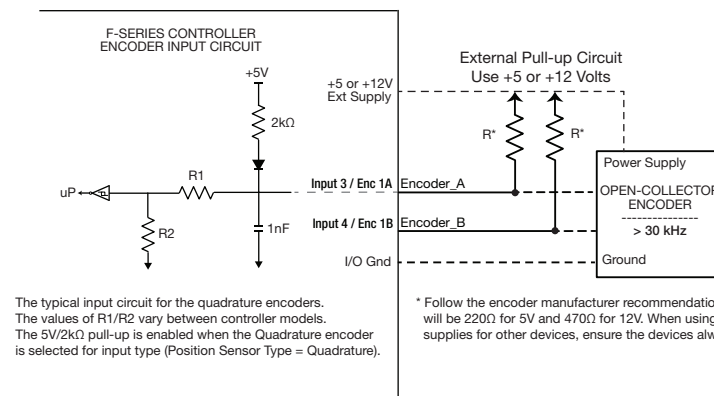 F-SERIES CONTROLLER
ENCODER INPUT CIRCUIT
+5V
2kΩ
R1
uP
R2
1nF
+5 or +12V
Ext Supply
External Pull-up Circuit
Use +5 or +12 Volts
R*
R*
Input 3 / Enc 1A
Encoder_A
Input 4 / Enc 1B
Encoder_B
I/O Gnd
Power Supply
OPEN-COLLECTOR
ENCODER
> 30 kHz
Ground
The typical input circuit for the quadrature encoders.
The values of R1/R2 vary between controller models.
The 5V/2kΩ pull-up is enabled when the Quadrature encoder
is selected for input type (Position Sensor Type = Quadrature).
* Follow the encoder manufacturer
will be 220Ω for 5V and 470Ω for 12V. When using
supplies for other devices, ensure the devices